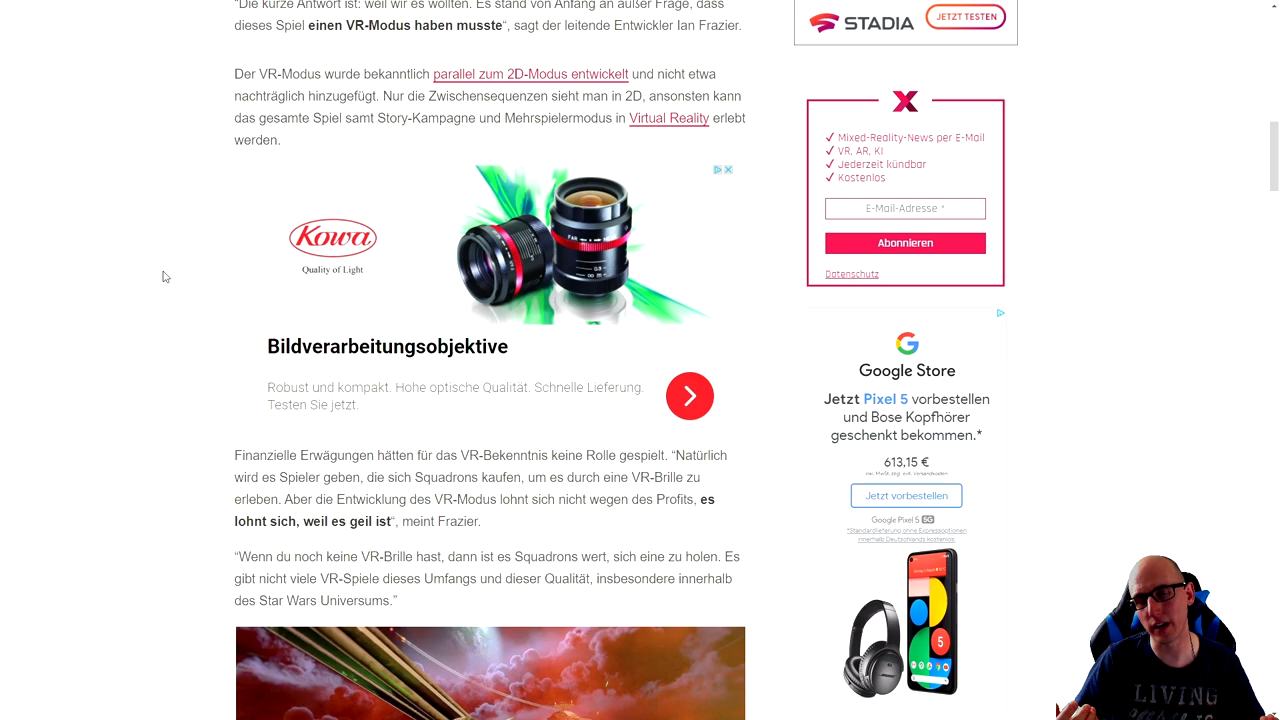 "Die kurze Antwort ist: weil wir es wollten. Es stand von Anfang an außer Frage, dass
dieses Spiel einen VR-Modus haben musste“, sagt der leitende Entwickler Ian Frazier.
Der VR-Modus wurde bekanntlich parallel zum 2D-Modus entwickelt und nicht etwa
nachträglich hinzugefügt. Nur die Zwischensequenzen sieht man in 2D, ansonsten kann
das gesamte Spiel samt Story-Kampagne und Mehrspielermodus in Virtual Reality erlebt
werden.
Kowa
Quality of Light
Bildverarbeitungsobjektive
Robust und kompakt. Hohe optische Qualität. Schnelle Lieferung.
Testen Sie jetzt.
Finanzielle Erwägungen hätten für das VR-Bekenntnis keine Rolle gespielt. “Natürlich
wird es Spieler geben, die sich Squadrons kaufen, um es durch eine VR-Brille zu
erleben. Aber die Entwicklung des VR-Modus lohnt sich nicht wegen des Profits, es
lohnt sich, weil es geil ist“, meint Frazier.
“Wenn du noch keine VR-Brille hast, dann ist es Squadrons wert, sich eine zu holen. Es
gibt nicht viele VR-Spiele dieses Umfangs und dieser Qualität, insbesondere innerhalb
des Star Wars Universums.”
STADIA
JETZT TESTEN
Mixed-Reality-News per E-Mail
VR, AR, KI
Jederzeit kündbar
Kostenlos
E-Mail-Adresse *
Abonnieren
Datenschutz
Google Store
Jetzt Pixel 5 vorbestellen
und Bose Kopfhörer
geschenkt bekommen.*
613,15 €
Jetzt vorbestellen
Google Pixel 5 5G
*Standardlieferung ohne Expressoptionen
innerhalb Deutschlands kostenlos.
LIVING